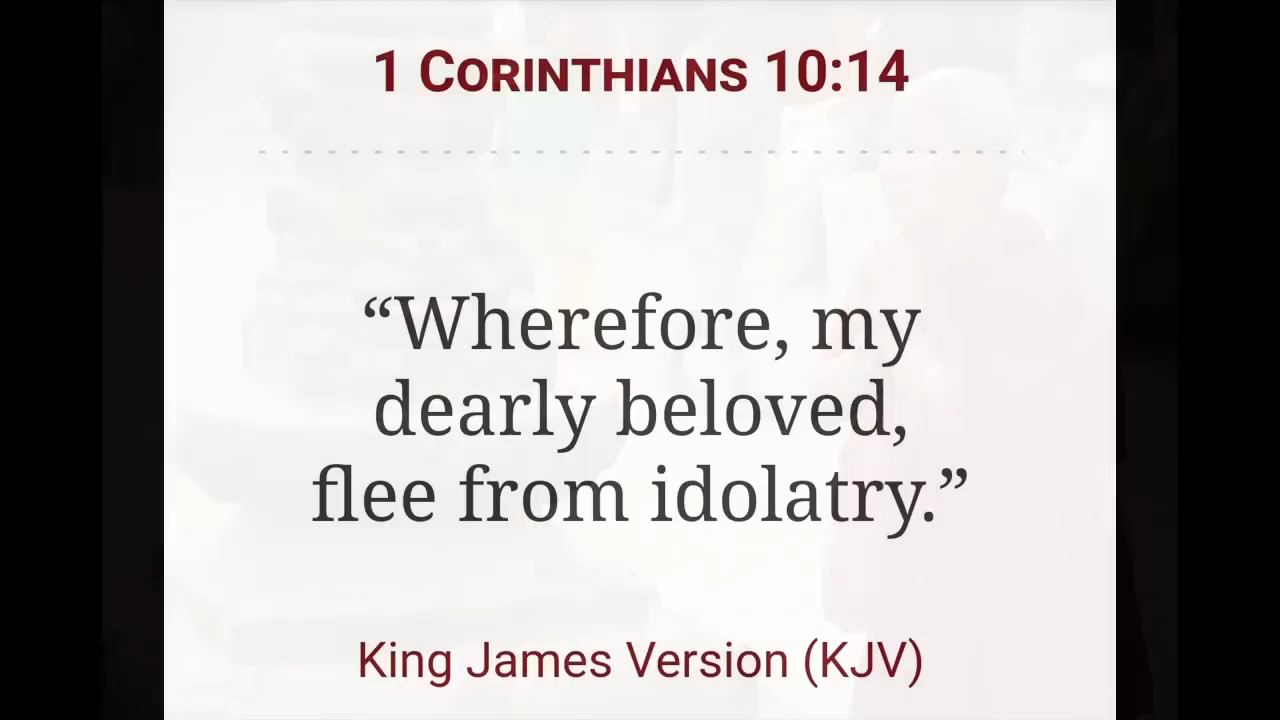 1 Corinthians 10:14
“Wherefore, my
dearly beloved,
flee from idolatry.”
King James Version (KJV)